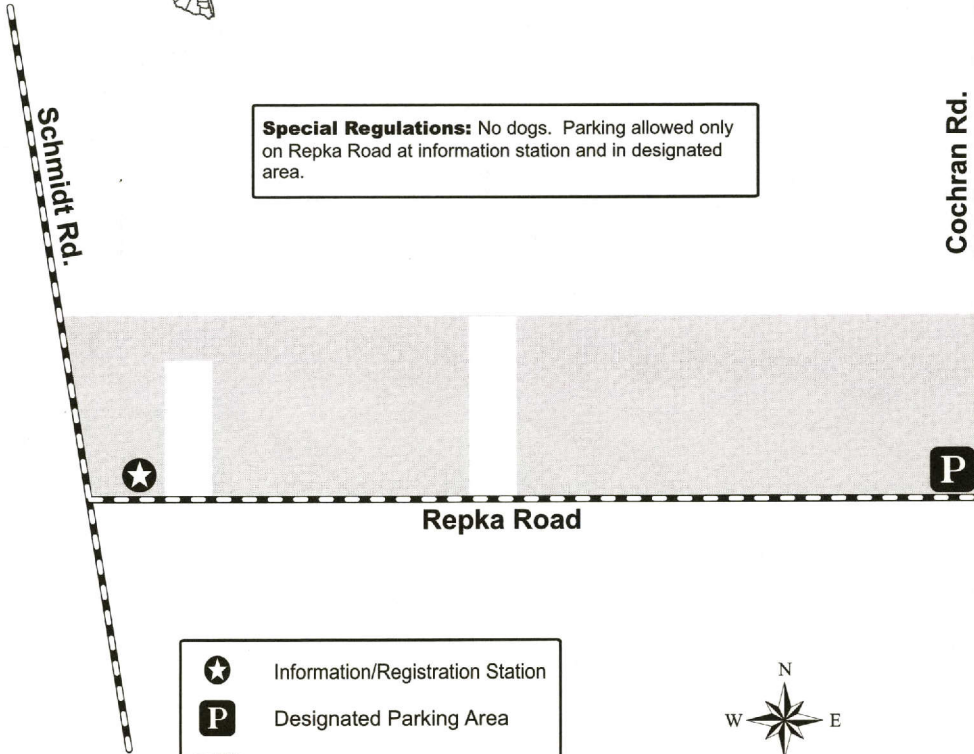 Schmidt Rd.
Special Regulations: No dogs. Parking allowed only
on Repka Road at information station and in designated
area.
Cochran Rd.
P
Repka Road
Information/Registration Station
P Designated Parking Area
N
W E